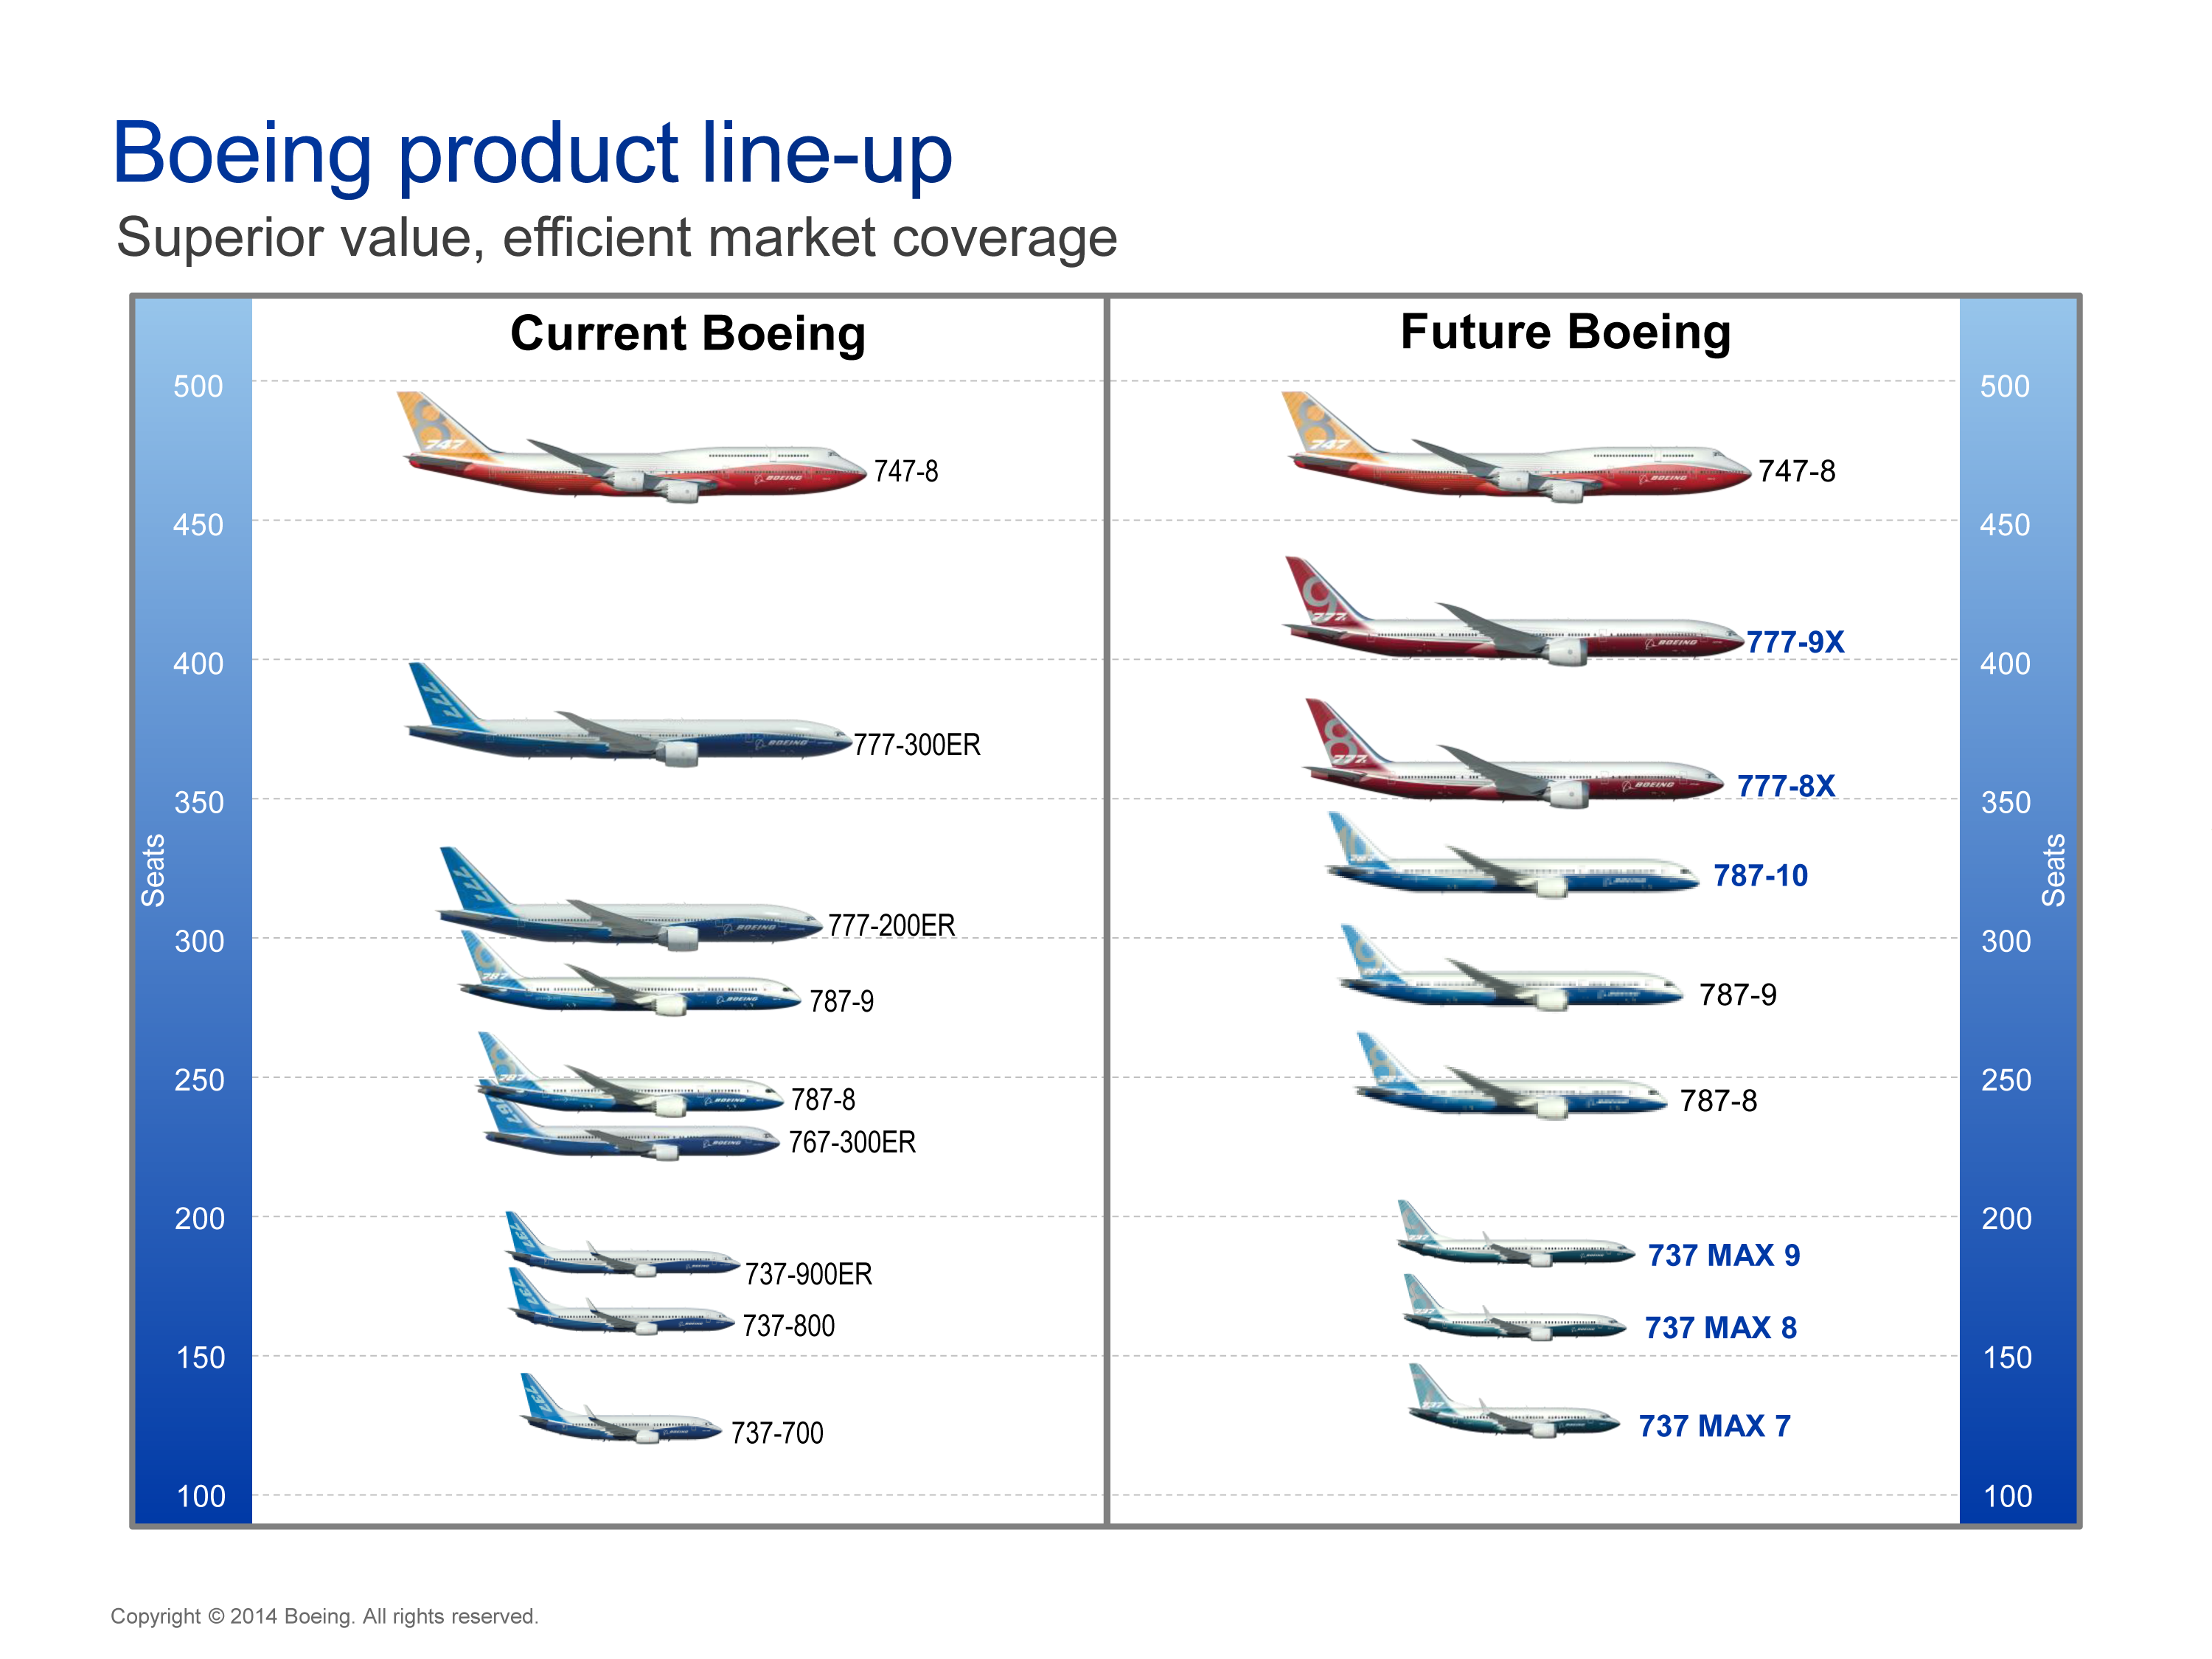 Boeing product line-up
Superior value, efficient market coverage
Current Boeing
Future Boeing
500
450
400
350
300
250
200
150
100
Seats
747-8
777-300ER
777-200ER
787-9
787-8
767-300ER
737-900ER
737-800
737-700
747-8
777-9X
777-8X
787-10
787-9
787-8
737 MAX 9
737 MAX 8
737 MAX 7
500
450
400
350
300
250
200
150
100
Seats
Copyright © 2014 Boeing. All rights reserved.